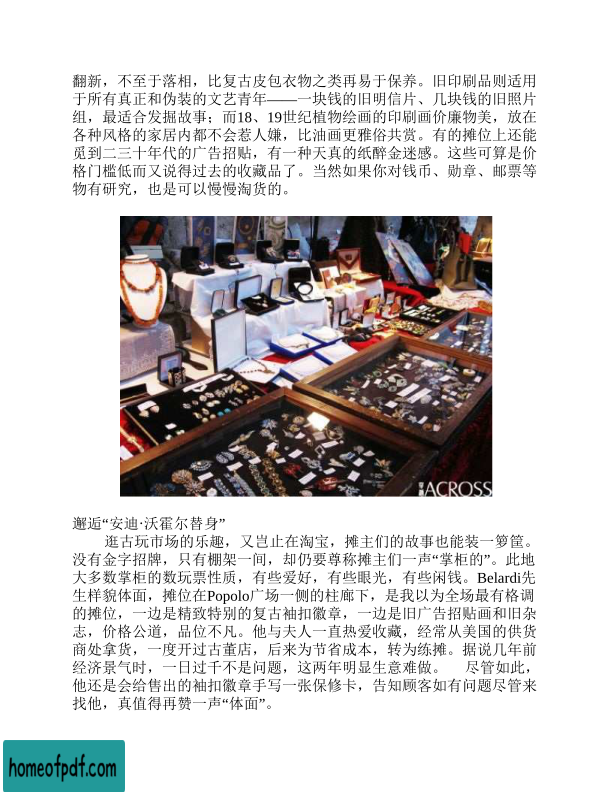 翻新，不至于落相，比复古皮包衣物之类再易于保养。旧印刷品则适用
于所有真正和伪装的文艺青年——一块钱的旧明信片、几块钱的旧照片
组，最适合发掘故事；而18、19世纪植物绘画的印刷画价廉物美，放在
各种风格的家居内都不会惹人嫌，比油画更雅俗共赏。有的摊位上还能
觅到二三十年代的广告招贴，有一种天真的纸醉金迷感。这些可算是价
格门槛低而又说得过去的收藏品了。当然如果你对钱币、勋章、邮票等
物有研究，也是可以慢慢淘货的。
ACROSS
邂逅“安迪·沃霍尔替身”
逛古玩市场的乐趣，又岂止在淘宝，摊主们的故事也能装一箩筐。
没有金字招牌，只有棚架一间，却仍要尊称摊主们一声“掌柜的”。此地
大多数掌柜的数玩票性质，有些爱好，有些眼光，有些闲钱。Belardi先
生样貌体面，摊位在Popolo广场一侧的柱廊下，是我以为全场最有格调
的摊位，一边是精致特别的复古袖扣徽章，一边是旧广告招贴画和旧杂
志，价格公道，品位不凡。他与夫人一直热爱收藏，经常从美国的供货
商处拿货，一度开过古董店，后来为节省成本，转为练摊。据说几年前
经济景气时，一日过千不是问题，这两年明显生意难做。 尽管如此，
他还是会给售出的袖扣徽章手写一张保修卡，告知顾客如有问题尽管来
找他，真值得再赞一声“体面”。
homeofpdf.com